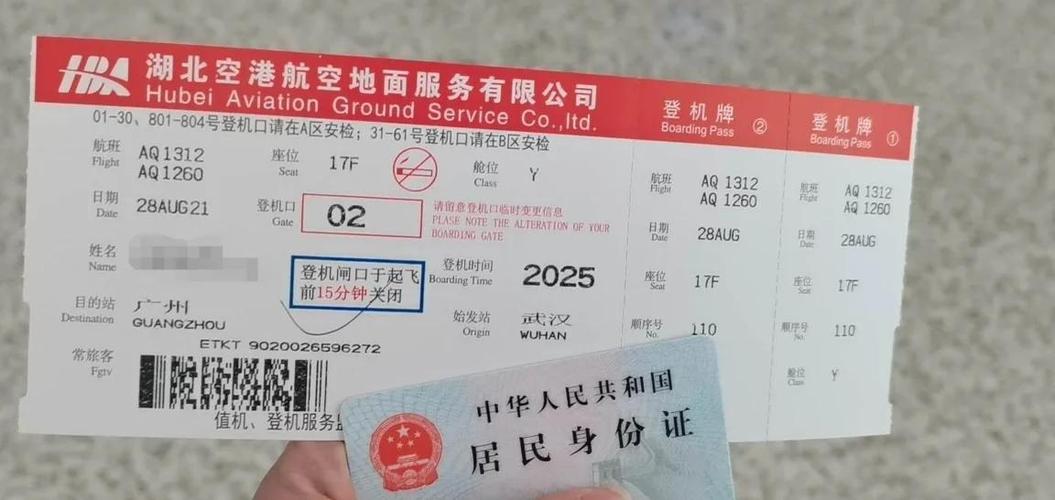 HBA 湖北空港航空地面服务有限公司
Hubei Aviation Ground Service Co.,ltd.
登机牌 ②
Boarding Pass
登机牌 ①
Boarding Pass
01-30、801-804号登机口请在A区安检；31-61号登机口请在B区安检
航班 AQ 1312
Flight AQ 1260
座位 17F
Seat
舱位 Y
Class
日期 28AUG21
Date
登机口 02
Gate
请留意登机口临时变更信息
PLEASE NOTE THE ALTERATION OF YOUR
BOARDING GATE
姓名
Name
登机闸口于起飞
前15分钟关闭
登机时间 2025
Boarding Time
目的站 广州
Destination GUANGZHOU
始发站 武汉
Origin WUHAN
ETKT 9020026596272
常旅客
Fgtv
值机、登机服务
航班 AQ 1312
Flight AQ 1260
日期 28AUG
Date
座位 17F
Seat
顺序号 110
No.
航班 AQ 1312
Flight AQ 1260
日期 28AUG
Date
座位 17F
Seat
顺序号 110
No.
舱位 Y
Class
中华人民共和国
居民身份证